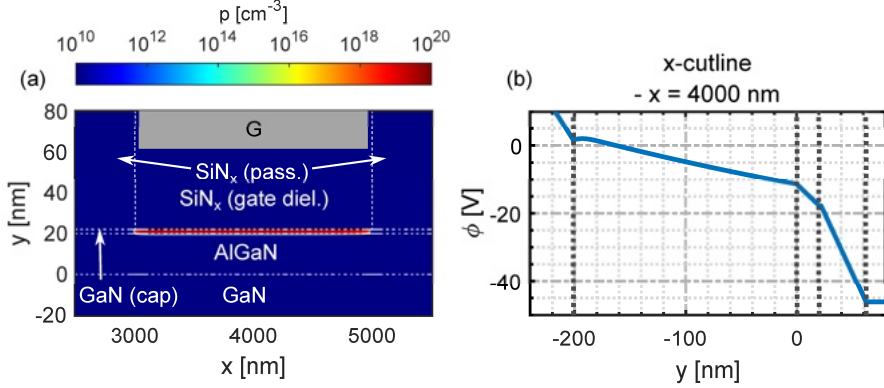 p [cm⁻³]
10¹⁰ 10¹² 10¹⁴ 10¹⁶ 10¹⁸ 10²⁰
(a)
80
60
40
20
0
-20
y [nm]
G
SiNₓ (pass.)
SiNₓ (gate diel.)
AlGaN
GaN (cap)
GaN
3000 4000 5000
x [nm]
(b)
x-cutline
- x = 4000 nm
0
-20
-40
ϕ [V]
-200 -100 0
y [nm]